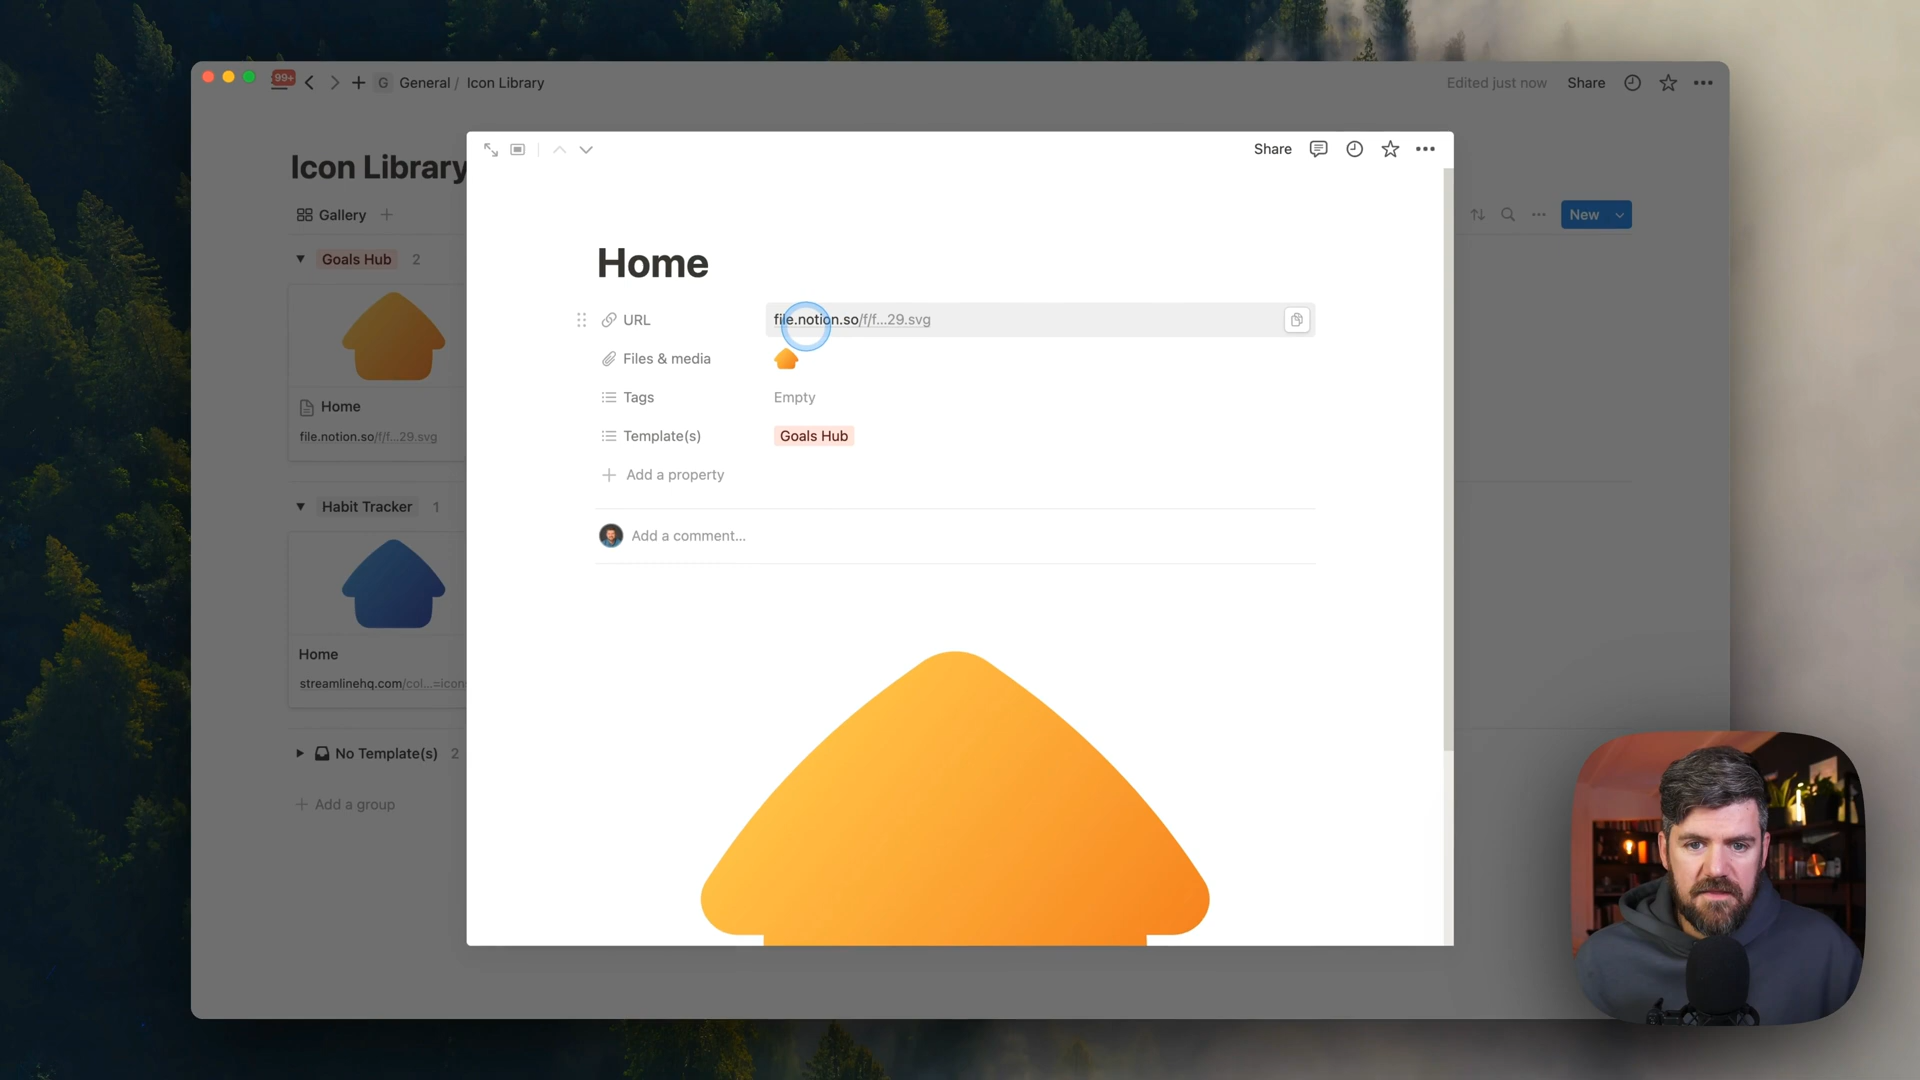 99+
G General / Icon Library
Edited just now Share
Icon Library
Gallery
New
Goals Hub 2
Home
file.notion.so/f/f...29.svg
Habit Tracker 1
Home
streamlinehq.com/col...=icon
No Template(s) 2
Add a group
Share
Home
URL file.notion.so/f/f...29.svg
Files & media
Tags Empty
Template(s) Goals Hub
Add a property
Add a comment...